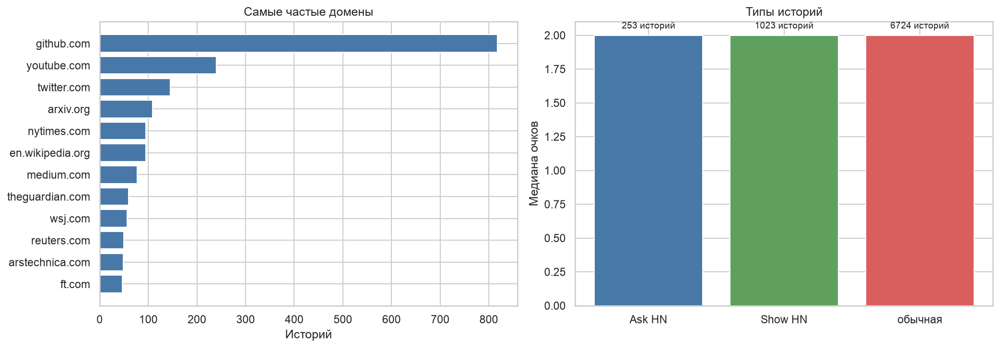 Самые частые домены
github.com
youtube.com
twitter.com
arxiv.org
nytimes.com
en.wikipedia.org
medium.com
theguardian.com
wsj.com
reuters.com
arstechnica.com
ft.com
0 100 200 300 400 500 600 700 800
Историй
Типы историй
253 историй 1023 историй 6724 историй
Медиана очков
2.00
1.75
1.50
1.25
1.00
0.75
0.50
0.25
0.00
Ask HN Show HN обычная